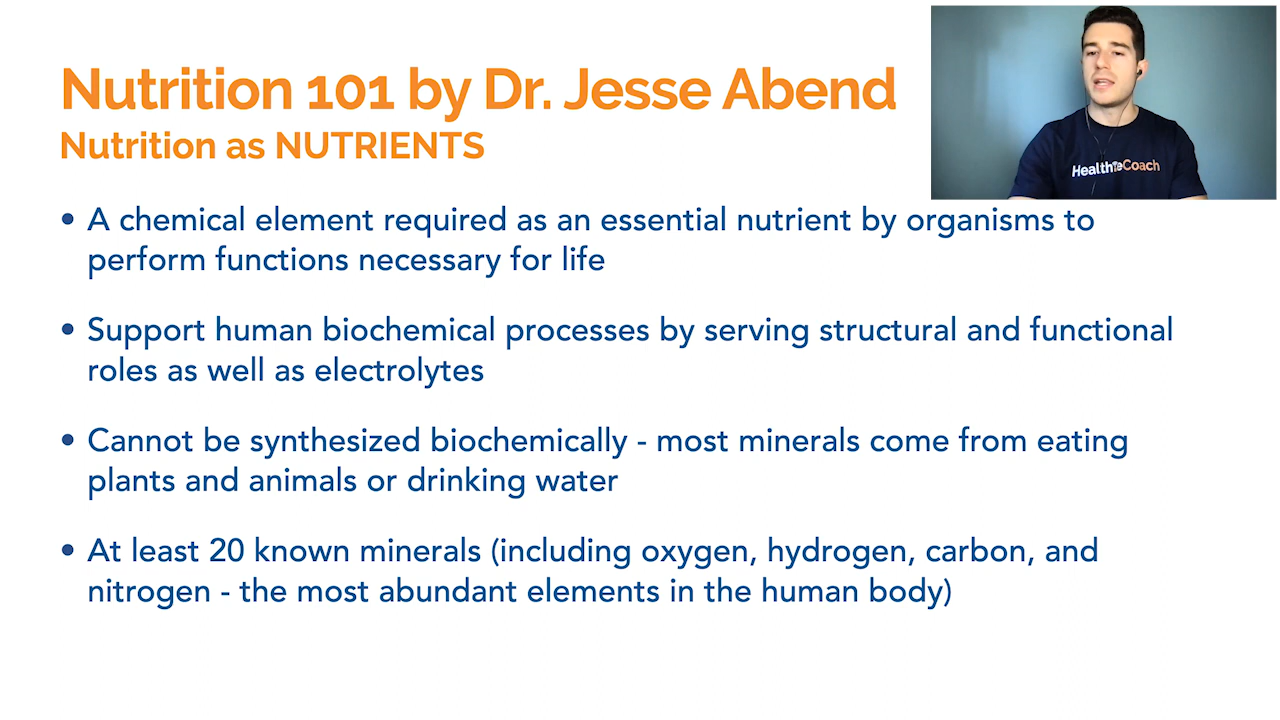 Nutrition 101 by Dr. Jesse Abend
Nutrition as NUTRIENTS
• A chemical element required as an essential nutrient by organisms to
perform functions necessary for life
• Support human biochemical processes by serving structural and functional
roles as well as electrolytes
• Cannot be synthesized biochemically - most minerals come from eating
plants and animals or drinking water
• At least 20 known minerals (including oxygen, hydrogen, carbon, and
nitrogen - the most abundant elements in the human body)